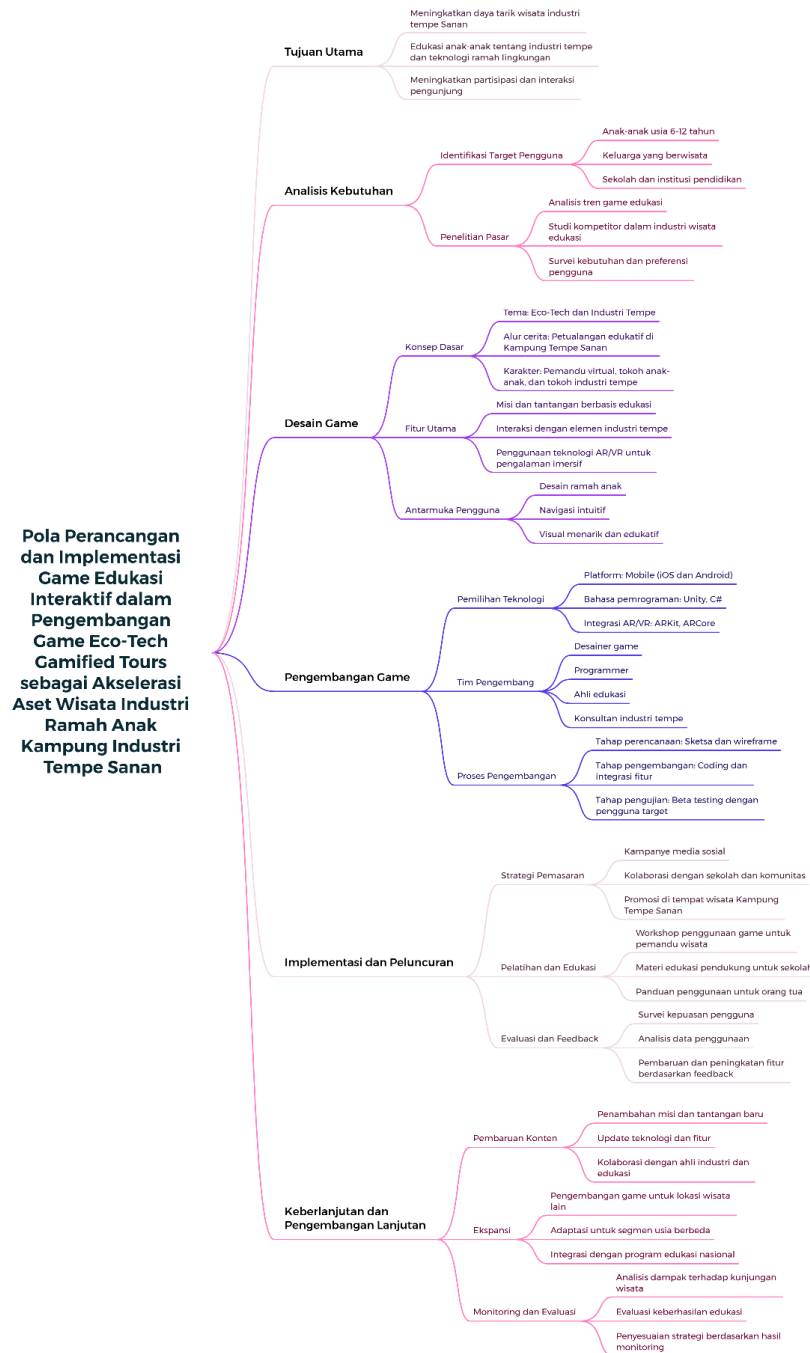 Pola Perancangan
dan Implementasi
Game Edukasi
Interaktif dalam
Pengembangan
Game Eco-Tech
Gamified Tours
sebagai Akselerasi
Aset Wisata Industri
Ramah Anak
Kampung Industri
Tempe Sanan
Tujuan Utama
Meningkatkan daya tarik wisata industri
tempe Sanan
Edukasi anak-anak tentang industri tempe
dan teknologi ramah lingkungan
Meningkatkan partisipasi dan interaksi
pengunjung
Analisis Kebutuhan
Identifikasi Target Pengguna
Anak-anak usia 6-12 tahun
Keluarga yang berwisata
Sekolah dan institusi pendidikan
Penelitian Pasar
Analisis tren game edukasi
Studi kompetitor dalam industri wisata
edukasi
Survei kebutuhan dan preferensi
pengguna
Desain Game
Konsep Dasar
Tema: Eco-Tech dan Industri Tempe
Alur cerita: Petualangan edukatif di
Kampung Tempe Sanan
Karakter: Pemandu virtual, tokoh anak-
anak, dan tokoh industri tempe
Fitur Utama
Misi dan tantangan berbasis edukasi
Interaksi dengan elemen industri tempe
Penggunaan teknologi AR/VR untuk
pengalaman imersif
Antarmuka Pengguna
Desain ramah anak
Navigasi intuitif
Visual menarik dan edukatif
Pengembangan Game
Pemilihan Teknologi
Platform: Mobile (iOS dan Android)
Bahasa pemrograman: Unity, C#
Integrasi AR/VR: ARKit, ARCore
Tim Pengembang
Desainer game
Programmer
Ahli edukasi
Konsultan industri tempe
Proses Pengembangan
Tahap perencanaan: Sketsa dan wireframe
Tahap pengembangan: Coding dan
integrasi fitur
Tahap pengujian: Beta testing dengan
pengguna target
Implementasi dan Peluncuran
Strategi Pemasaran
Kampanye media sosial
Kolaborasi dengan sekolah dan komunitas
Promosi di tempat wisata Kampung
Tempe Sanan
Pelatihan dan Edukasi
Workshop penggunaan game untuk
pemandu wisata
Materi edukasi pendukung untuk sekolah
Panduan penggunaan untuk orang tua
Evaluasi dan Feedback
Survei kepuasan pengguna
Analisis data penggunaan
Pembaruan dan peningkatan fitur
berdasarkan feedback
Keberlanjutan dan
Pengembangan Lanjutan
Pembaruan Konten
Penambahan misi dan tantangan baru
Update teknologi dan fitur
Kolaborasi dengan ahli industri dan
edukasi
Ekspansi
Pengembangan game untuk lokasi wisata
lain
Adaptasi untuk segmen usia berbeda
Integrasi dengan program edukasi nasional
Monitoring dan Evaluasi
Analisis dampak terhadap kunjungan
wisata
Evaluasi keberhasilan edukasi
Penyesuaian strategi berdasarkan hasil
monitoring